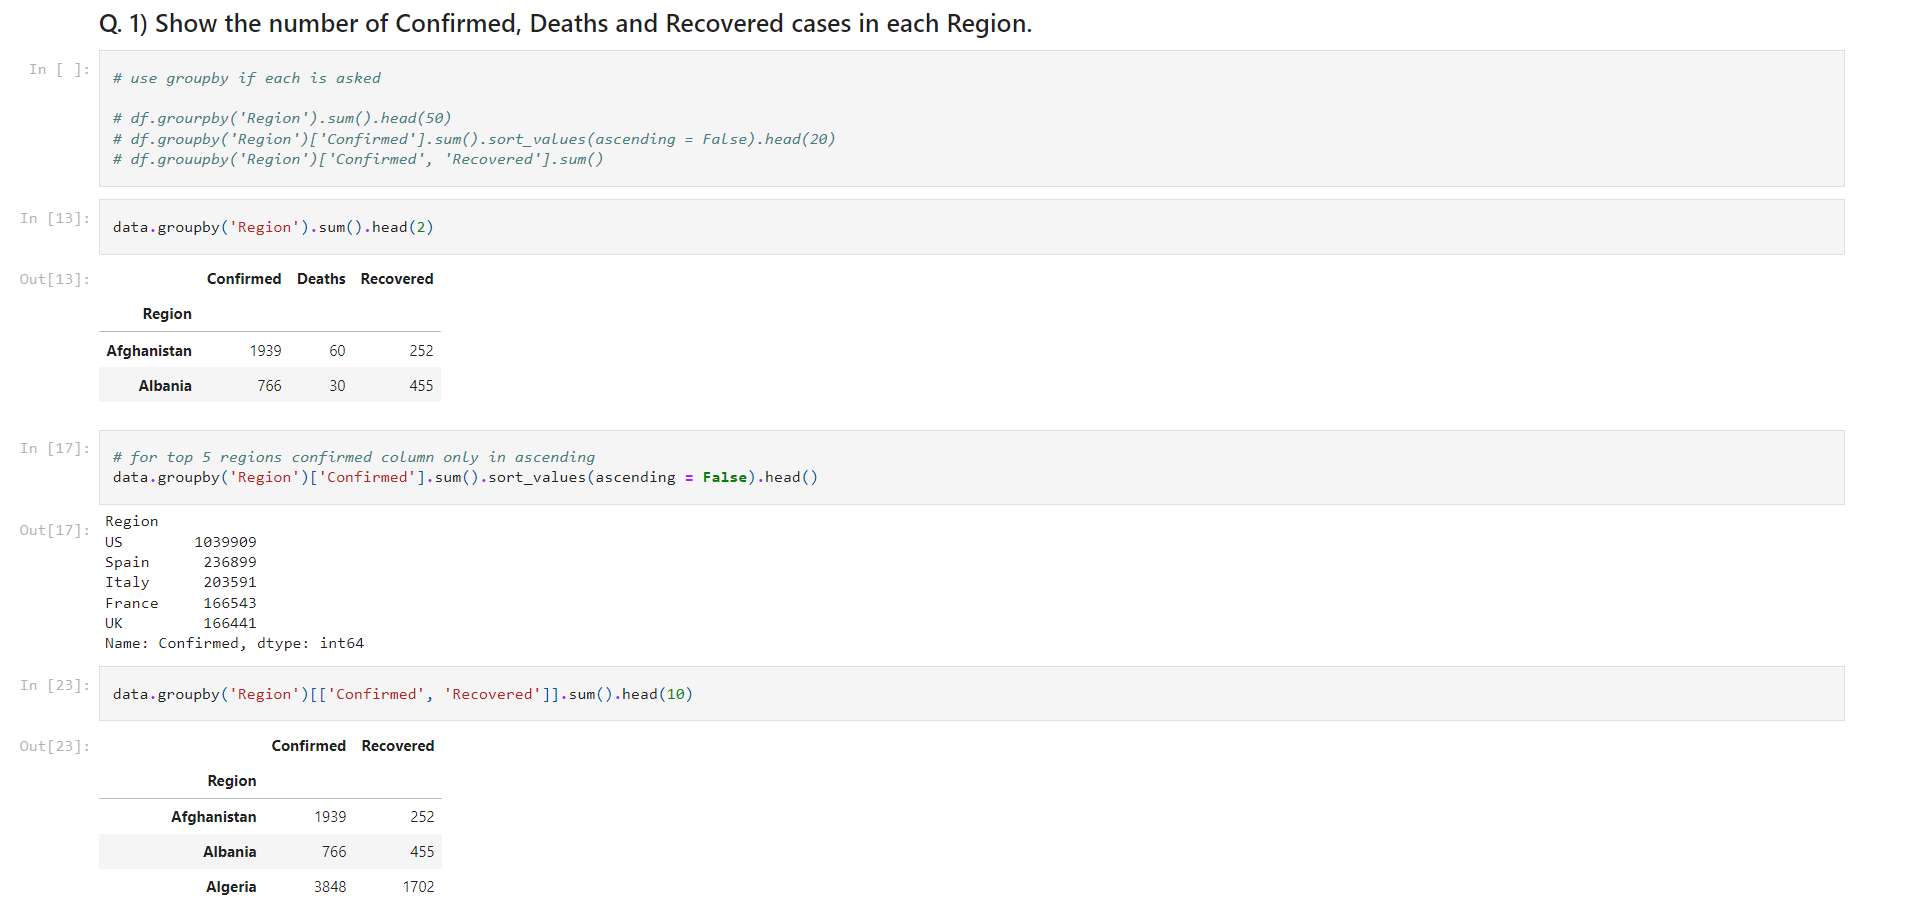 Q. 1) Show the number of Confirmed, Deaths and Recovered cases in each Region.
In [ ]:
# use groupby if each is asked
# df.grourpby('Region').sum().head(50)
# df.groupby('Region')['Confirmed'].sum().sort_values(ascending = False).head(20)
# df.grouupby('Region')['Confirmed', 'Recovered'].sum()
In [13]:
data.groupby('Region').sum().head(2)
Out[13]:
Confirmed Deaths Recovered
Region
Afghanistan 1939 60 252
Albania 766 30 455
In [17]:
# for top 5 regions confirmed column only in ascending
data.groupby('Region')['Confirmed'].sum().sort_values(ascending = False).head()
Out[17]:
Region
US 1039909
Spain 236899
Italy 203591
France 166543
UK 166441
Name: Confirmed, dtype: int64
In [23]:
data.groupby('Region')[['Confirmed', 'Recovered']].sum().head(10)
Out[23]:
Confirmed Recovered
Region
Afghanistan 1939 252
Albania 766 455
Algeria 3848 1702